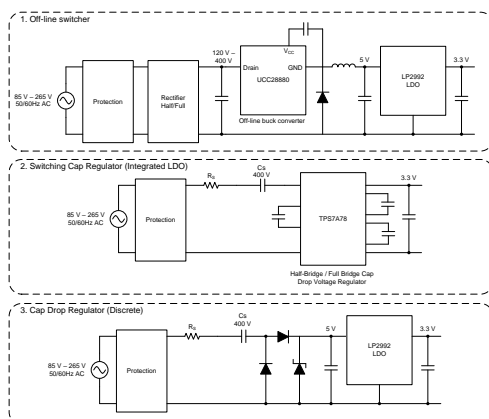 1. Off-line switcher
85 V – 265 V
50/60Hz AC
Protection
Rectifier
Half/Full
120 V –
400 V
Drain
VCC
GND
UCC28880
Off-line buck converter
5 V
LP2992
LDO
3.3 V
2. Switching Cap Regulator (Integrated LDO)
85 V – 265 V
50/60Hz AC
Protection
RS
Cs
400 V
TPS7A78
3.3 V
Half-Bridge / Full Bridge Cap
Drop Voltage Regulator
3. Cap Drop Regulator (Discrete)
85 V – 265 V
50/60Hz AC
Protection
RS
Cs
400 V
5 V
LP2992
LDO
3.3 V